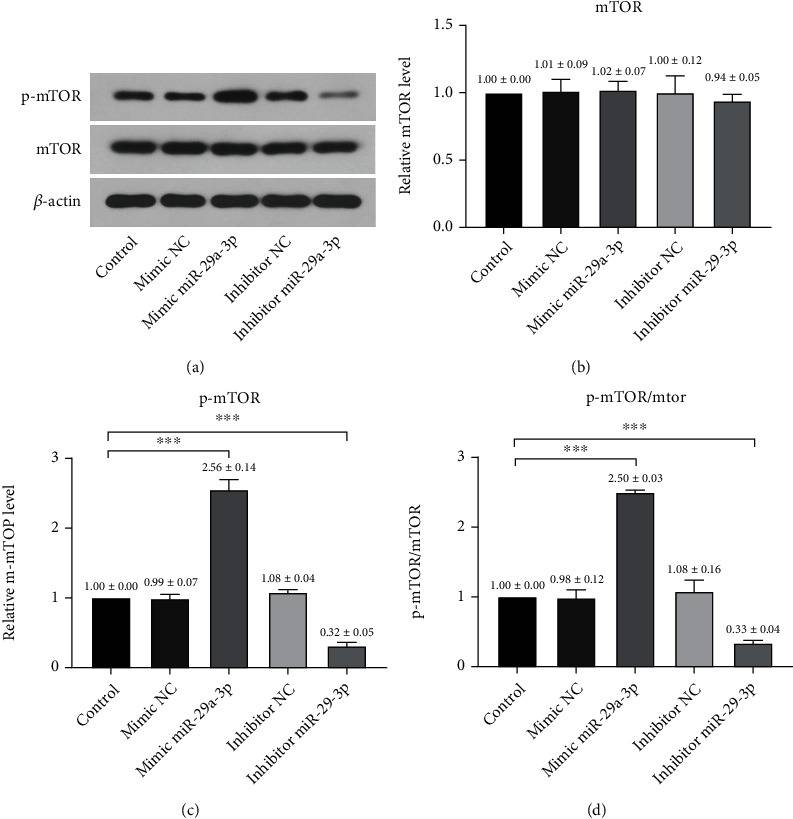 p-mTOR
mTOR
β-actin
Control
Mimic NC
Mimic miR-29a-3p
Inhibitor NC
Inhibitor miR-29a-3p
(a)
mTOR
Relative mTOR level
1.5
1.0
0.5
0.0
1.00 ± 0.00
1.01 ± 0.09
1.02 ± 0.07
1.00 ± 0.12
0.94 ± 0.05
Control
Mimic NC
Mimic miR-29a-3p
Inhibitor NC
Inhibitor miR-29-3p
(b)
p-mTOR
***
***
Relative m-mTOP level
3
2
1
0
1.00 ± 0.00
0.99 ± 0.07
2.56 ± 0.14
1.08 ± 0.04
0.32 ± 0.05
Control
Mimic NC
Mimic miR-29a-3p
Inhibitor NC
Inhibitor miR-29-3p
(c)
p-mTOR/mtor
***
***
p-mTOR/mTOR
3
2
1
0
1.00 ± 0.00
0.98 ± 0.12
2.50 ± 0.03
1.08 ± 0.16
0.33 ± 0.04
Control
Mimic NC
Mimic miR-29a-3p
Inhibitor NC
Inhibitor miR-29-3p
(d)